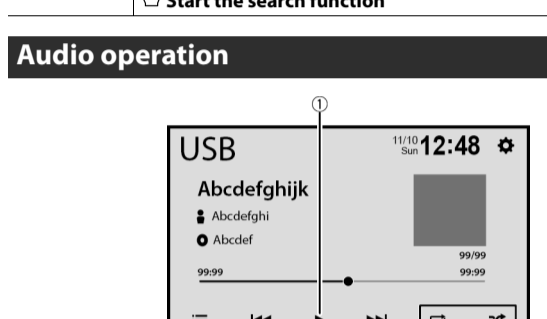 Start the search function
Audio operation
①
USB
11/10
Sun
12:48
Abcdefghijk
Abcdefghi
Abcdef
99/99
99:99
99:99